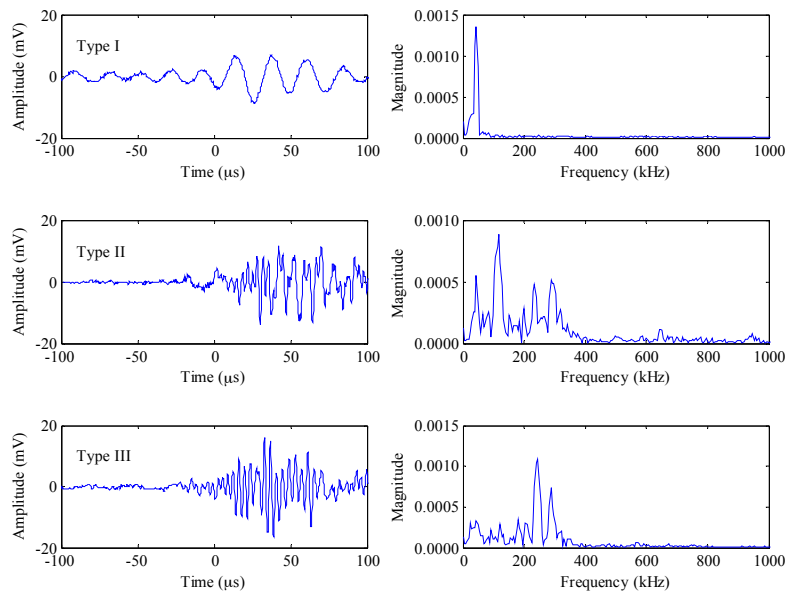 Type I
Amplitude (mV)
20
0
-20
-100 -50 0 50 100
Time (μs)
Magnitude
0.0015
0.0010
0.0005
0.0000
0 200 400 600 800 1000
Frequency (kHz)
Type II
Amplitude (mV)
20
0
-20
-100 -50 0 50 100
Time (μs)
Magnitude
0.0010
0.0005
0.0000
0 200 400 600 800 1000
Frequency (kHz)
Type III
Amplitude (mV)
20
0
-20
-100 -50 0 50 100
Time (μs)
Magnitude
0.0015
0.0010
0.0005
0.0000
0 200 400 600 800 1000
Frequency (kHz)